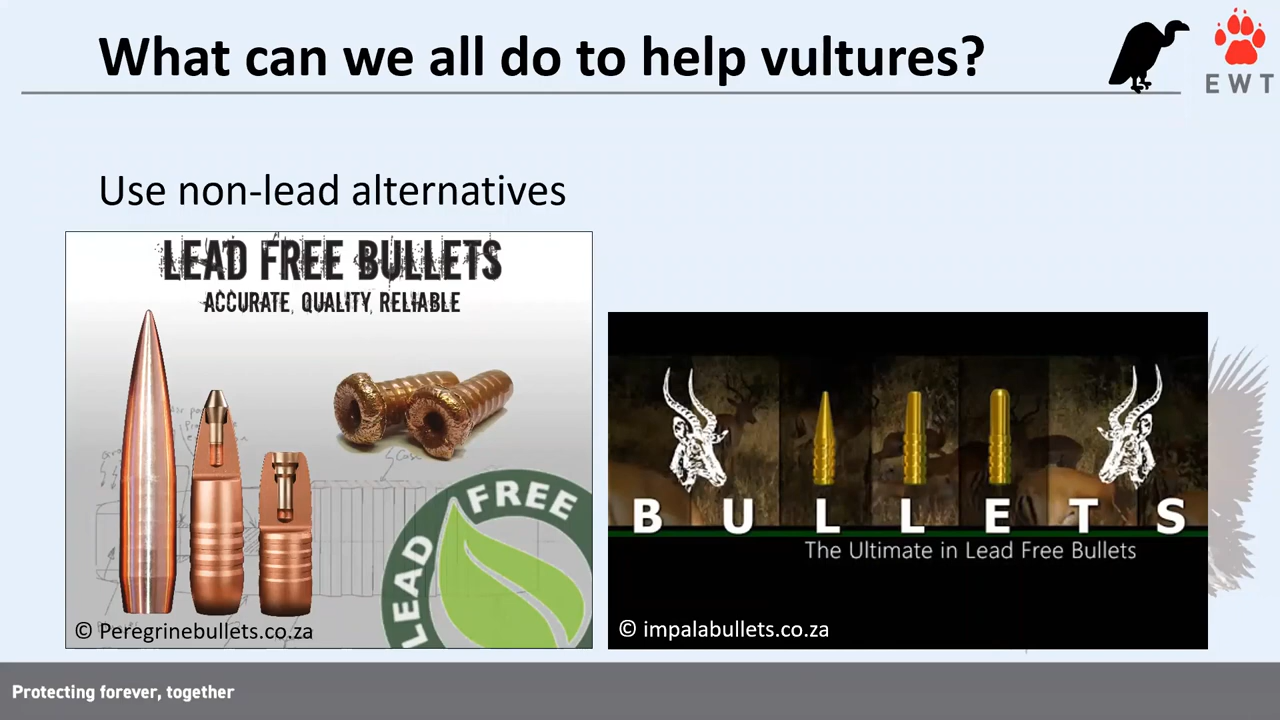 What can we all do to help vultures?
EWT
Use non-lead alternatives
LEAD FREE BULLETS
ACCURATE, QUALITY, RELIABLE
LEAD FREE
© Peregrinebullets.co.za
BULLETS
The Ultimate in Lead Free Bullets
© impalabullets.co.za
Protecting forever, together